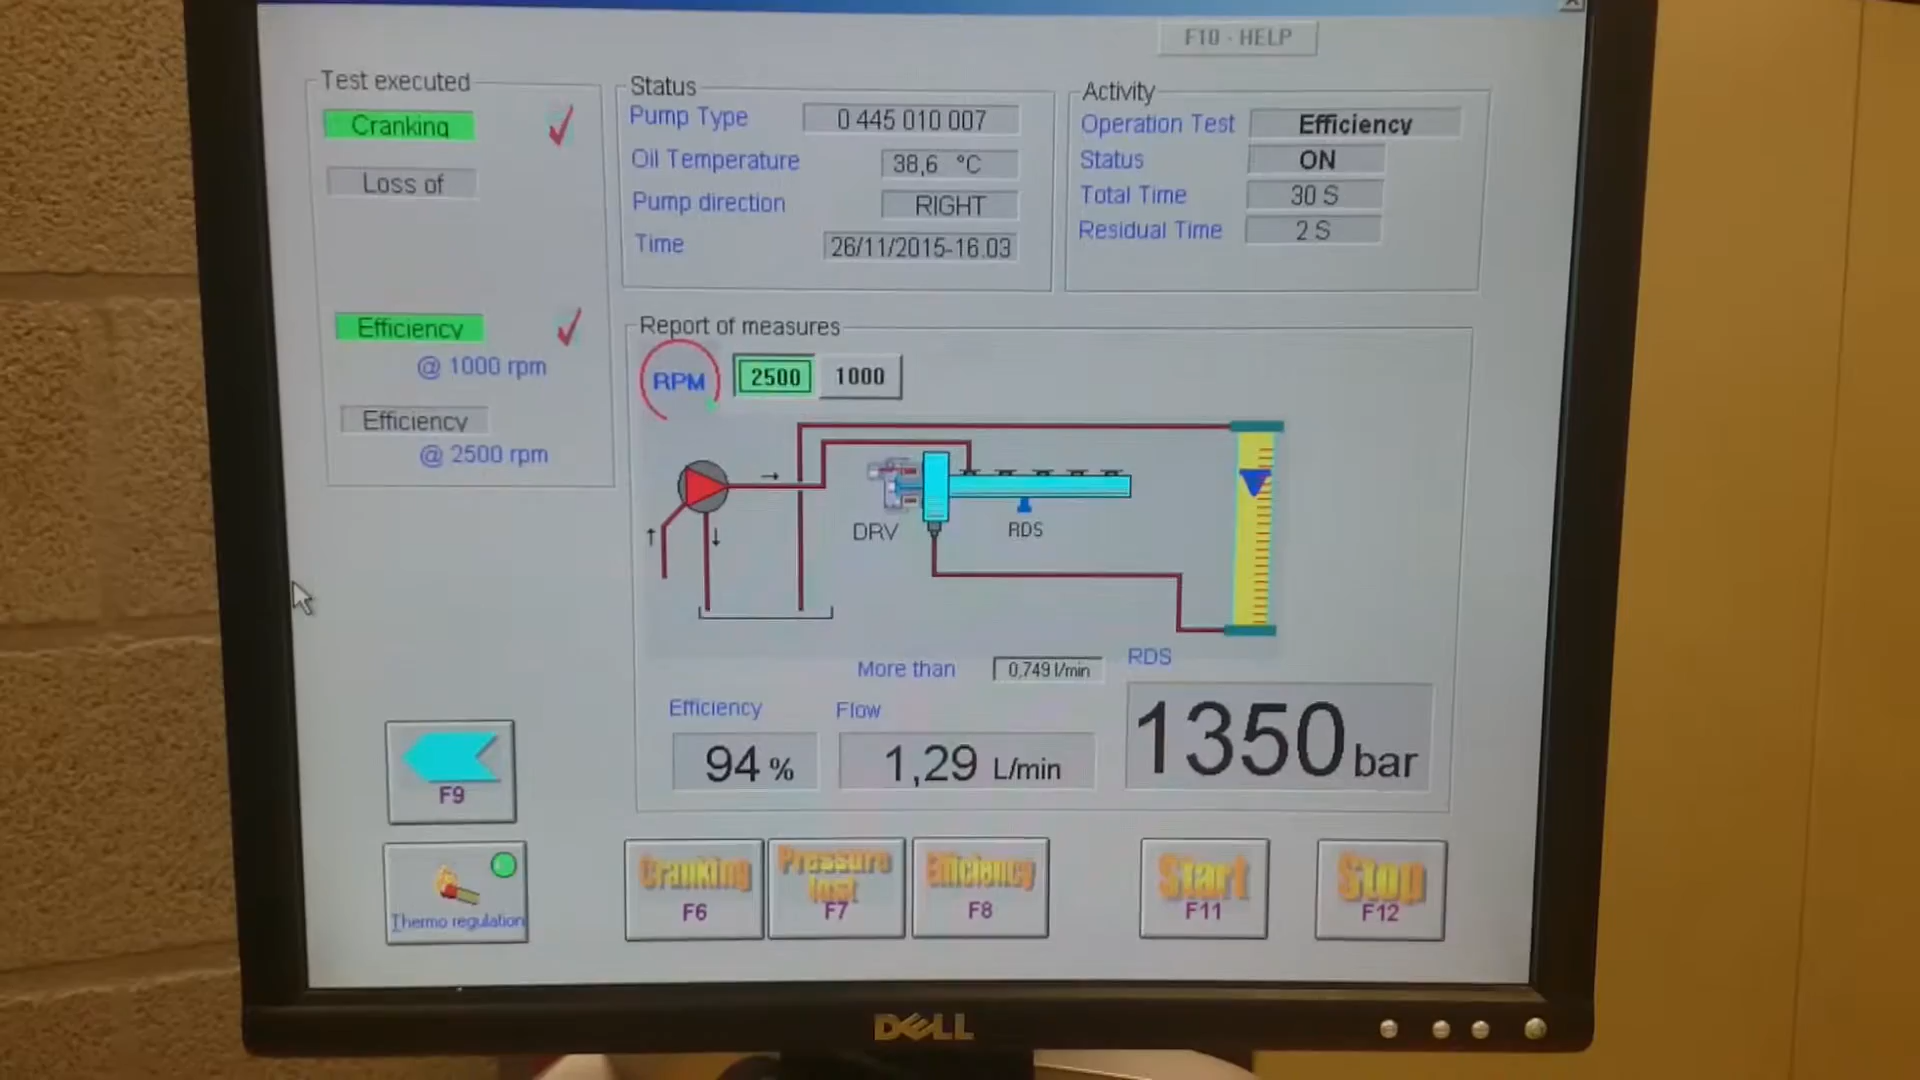 F10 - HELP
Test executed
Cranking
Loss of
Efficiency
@ 1000 rpm
Efficiency
@ 2500 rpm
Status
Pump Type 0 445 010 007
Oil Temperature 38,6 °C
Pump direction RIGHT
Time 26/11/2015-16.03
Activity
Operation Test Efficiency
Status ON
Total Time 30 S
Residual Time 2 S
Report of measures
RPM 2500 1000
DRV
RDS
More than 0,749 l/min
RDS
Efficiency
Flow
94 %
1,29 L/min
1350 bar
F9
Thermo regulation
Cranking
F6
Pressure
lost
F7
Efficiency
F8
Start
F11
Stop
F12
DELL